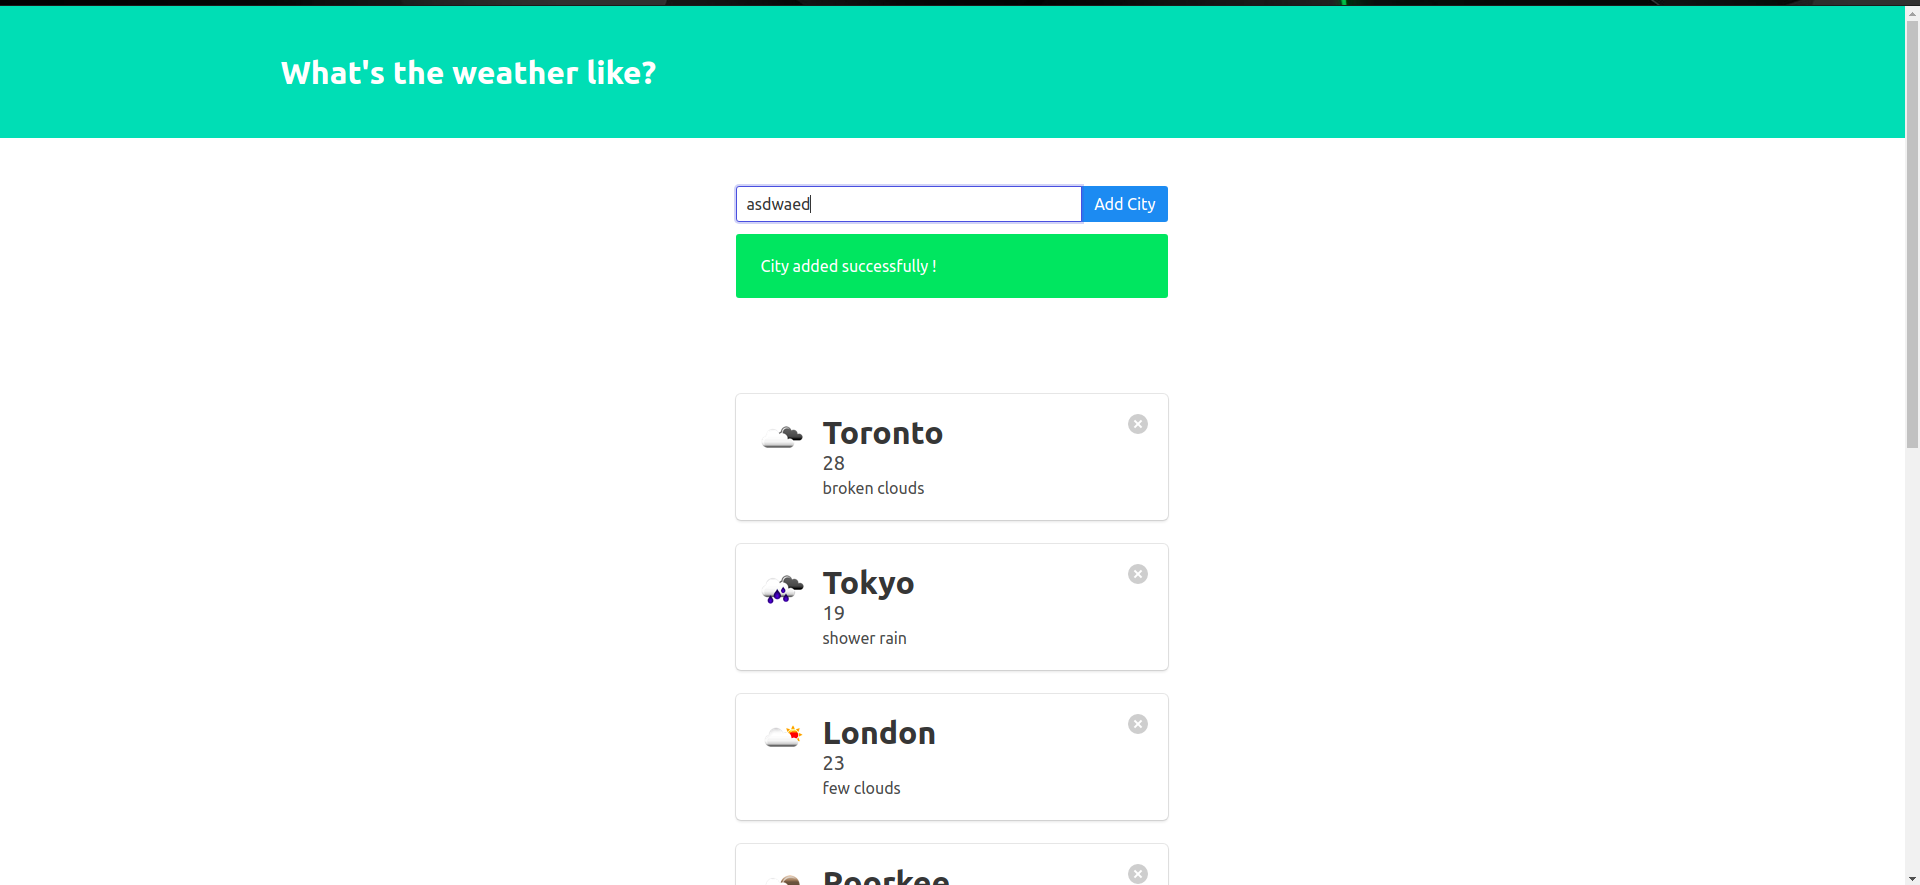 What's the weather like?
asdwaed
Add City
City added successfully !
Toronto
28
broken clouds
Tokyo
19
shower rain
London
23
few clouds
Roorkee